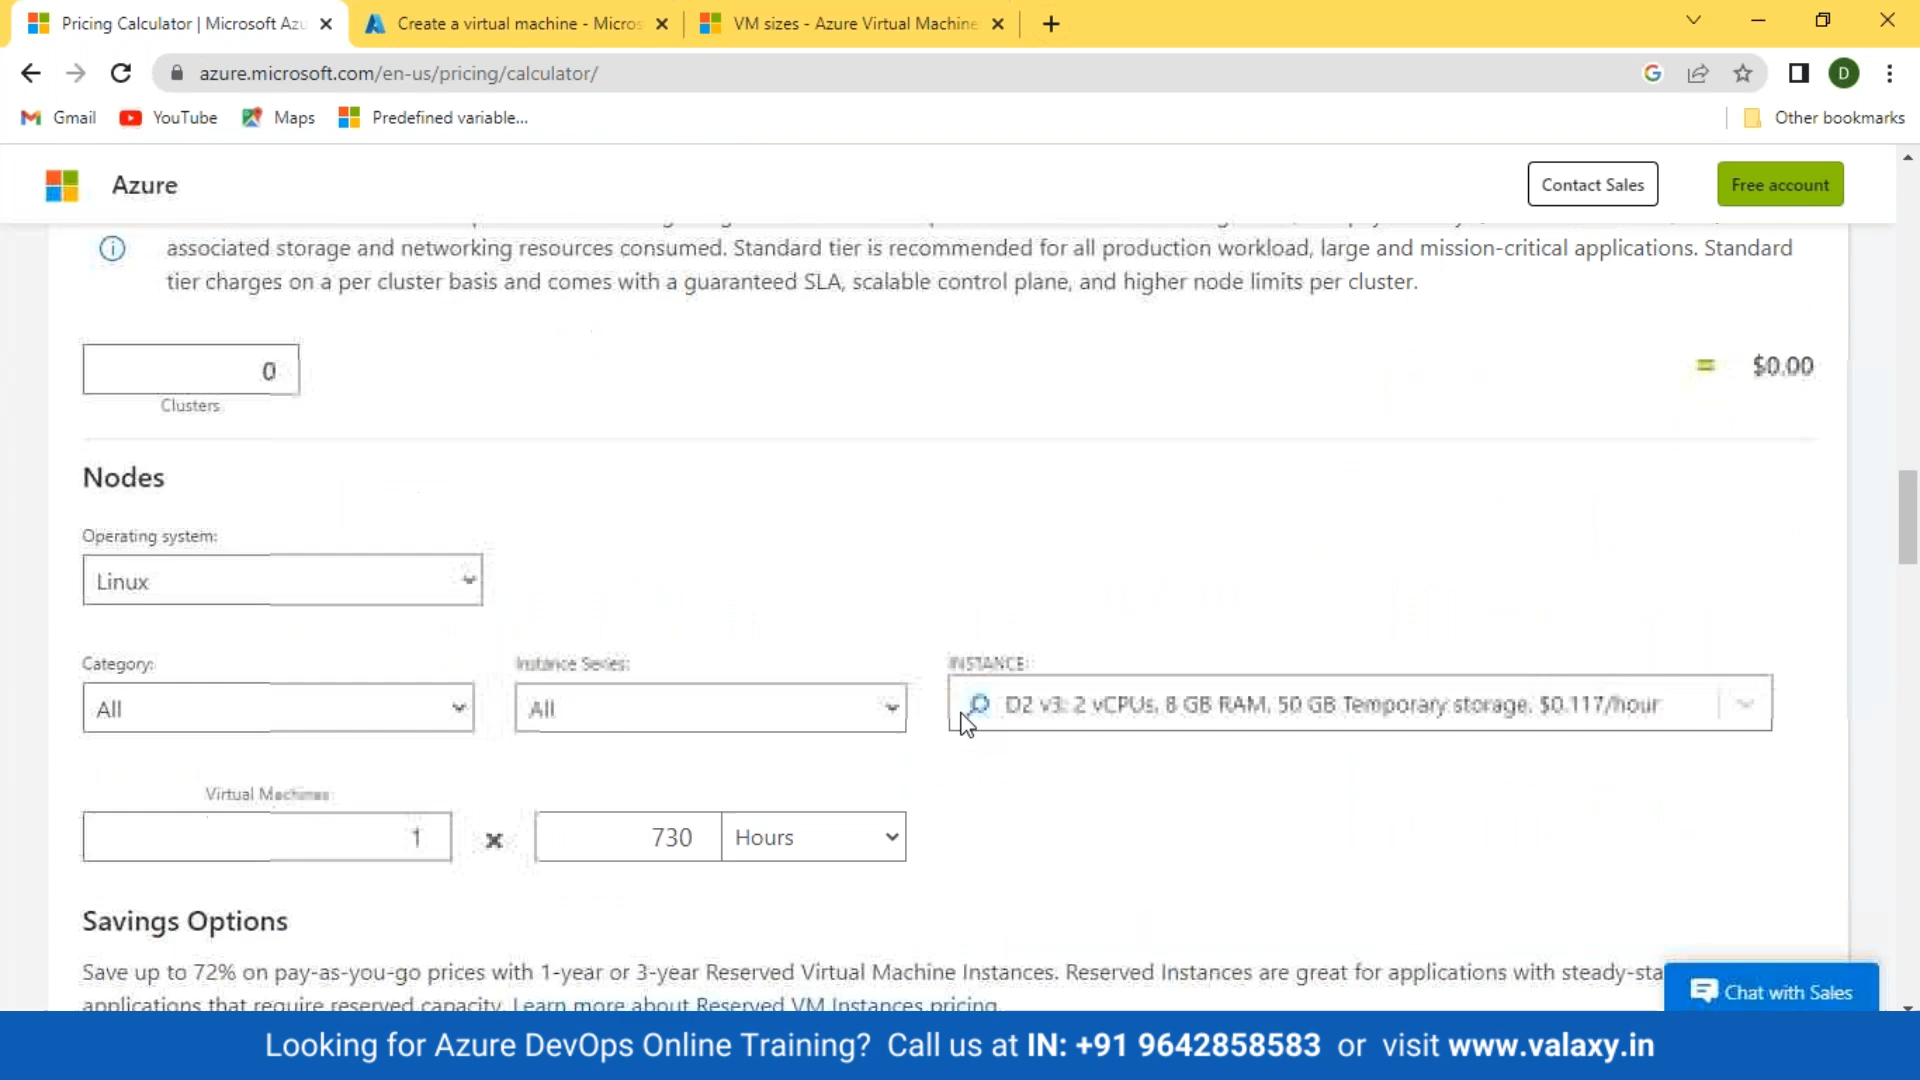 Pricing Calculator | Microsoft Azu
Create a virtual machine - Micros
VM sizes - Azure Virtual Machine
azure.microsoft.com/en-us/pricing/calculator/
D
Gmail
YouTube
Maps
Predefined variable...
Other bookmarks
Azure
Contact Sales
Free account
associated storage and networking resources consumed. Standard tier is recommended for all production workload, large and mission-critical applications. Standard
tier charges on a per cluster basis and comes with a guaranteed SLA, scalable control plane, and higher node limits per cluster.
0
= $0.00
Clusters
Nodes
Operating system:
Linux
Category:
Instance Series:
INSTANCE:
All
All
D2 v3: 2 vCPUs, 8 GB RAM, 50 GB Temporary storage, $0.117/hour
Virtual Machines
1
x
730
Hours
Savings Options
Save up to 72% on pay-as-you-go prices with 1-year or 3-year Reserved Virtual Machine Instances. Reserved Instances are great for applications with steady-sta
applications that require reserved capacity. Learn more about Reserved VM Instances pricing.
Chat with Sales
Looking for Azure DevOps Online Training? Call us at IN: +91 9642858583 or visit www.valaxy.in